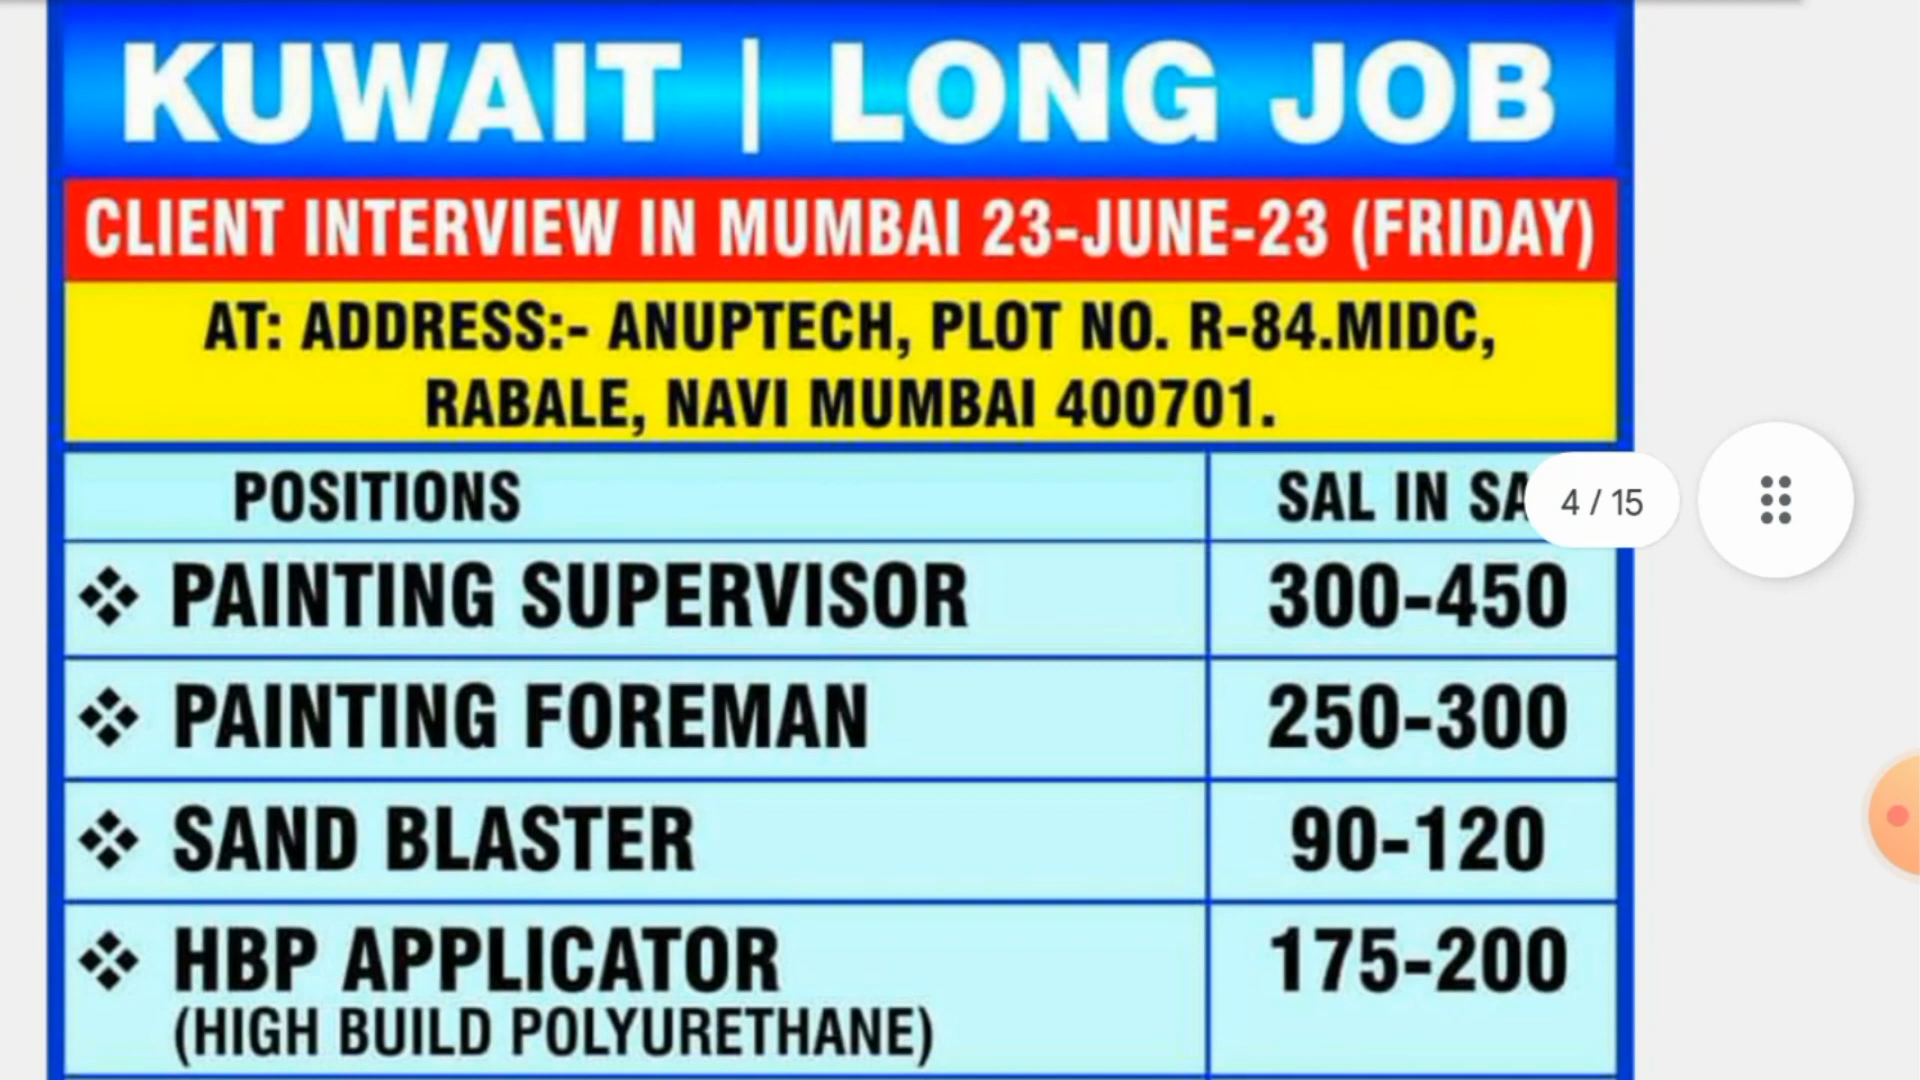 KUWAIT | LONG JOB
CLIENT INTERVIEW IN MUMBAI 23-JUNE-23 (FRIDAY)
AT: ADDRESS:- ANUPTECH, PLOT NO. R-84.MIDC,
RABALE, NAVI MUMBAI 400701.
POSITIONS SAL IN
4 / 15
❖ PAINTING SUPERVISOR 300-450
❖ PAINTING FOREMAN 250-300
❖ SAND BLASTER 90-120
❖ HBP APPLICATOR 175-200
(HIGH BUILD POLYURETHANE)